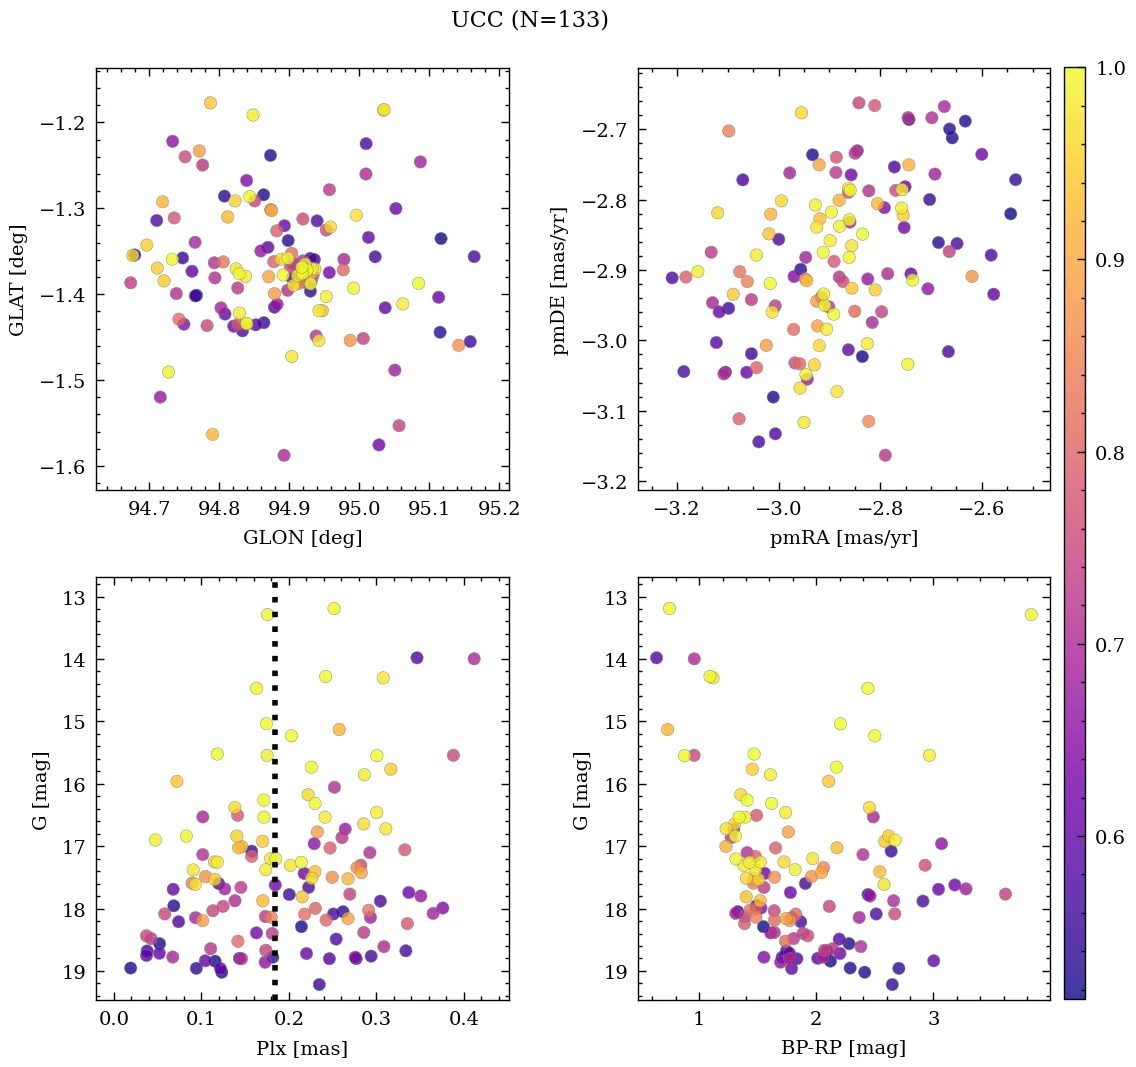 UCC (N=133)
−1.2
−1.3
−1.4
−1.5
−1.6
GLAT [deg]
94.7 94.8 94.9 95.0 95.1 95.2
GLON [deg]
−2.7
−2.8
−2.9
−3.0
−3.1
−3.2
pmDE [mas/yr]
−3.2 −3.0 −2.8 −2.6
pmRA [mas/yr]
1.0
0.9
0.8
0.7
0.6
13
14
15
16
17
18
19
G [mag]
0.0 0.1 0.2 0.3 0.4
Plx [mas]
13
14
15
16
17
18
19
G [mag]
1 2 3
BP-RP [mag]